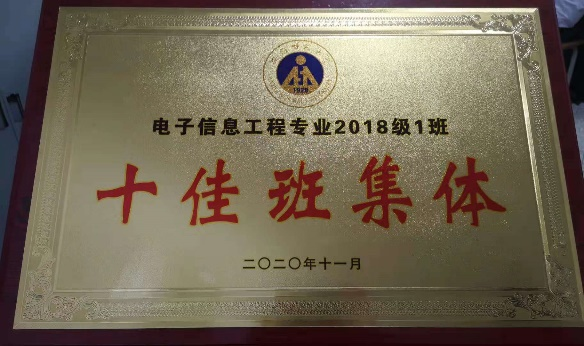 电子信息工程专业2018级1班
十佳班集体
二〇二〇年十一月